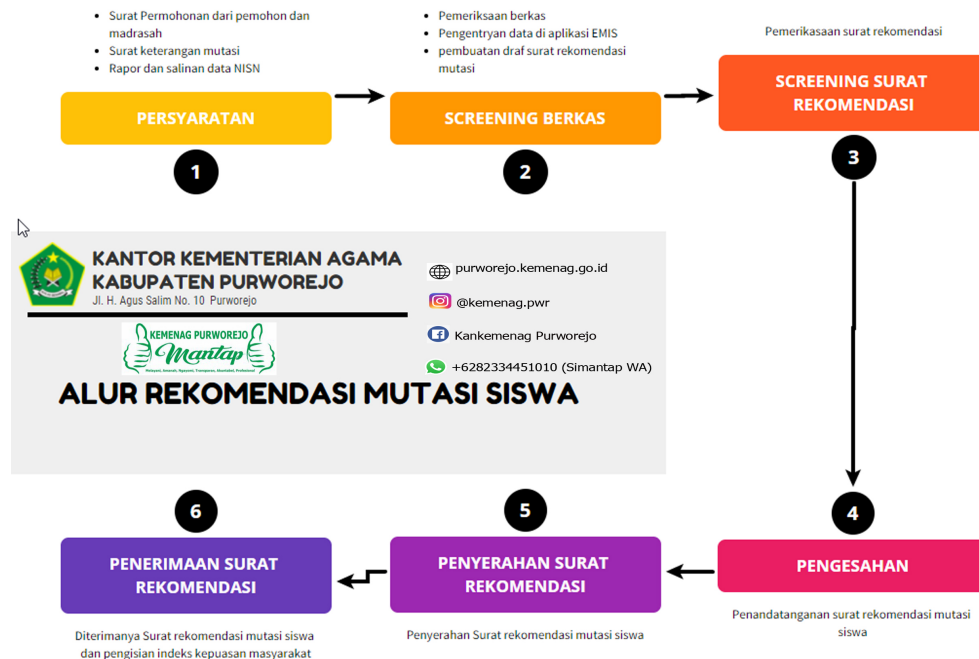 • Surat Permohonan dari pemohon dan
madrasah
• Surat keterangan mutasi
• Rapor dan salinan data NISN
PERSYARATAN
1
• Pemeriksaan berkas
• Pengentryan data di aplikasi EMIS
• pembuatan draf surat rekomendasi
mutasi
SCREENING BERKAS
2
Pemerikasaan surat rekomendasi
SCREENING SURAT
REKOMENDASI
3
KANTOR KEMENTERIAN AGAMA
KABUPATEN PURWOREJO
Jl. H. Agus Salim No. 10 Purworejo
KEMENAG PURWOREJO
Mantap
purworejo.kemenag.go.id
@kemenag.pwr
Kankemenag Purworejo
+6282334451010 (Simantap WA)
ALUR REKOMENDASI MUTASI SISWA
4
PENGESAHAN
Penandatanganan surat rekomendasi mutasi
siswa
5
PENYERAHAN SURAT
REKOMENDASI
Penyerahan Surat rekomendasi mutasi siswa
6
PENERIMAAN SURAT
REKOMENDASI
Diterimanya Surat rekomendasi mutasi siswa
dan pengisian indeks kepuasan masyarakat